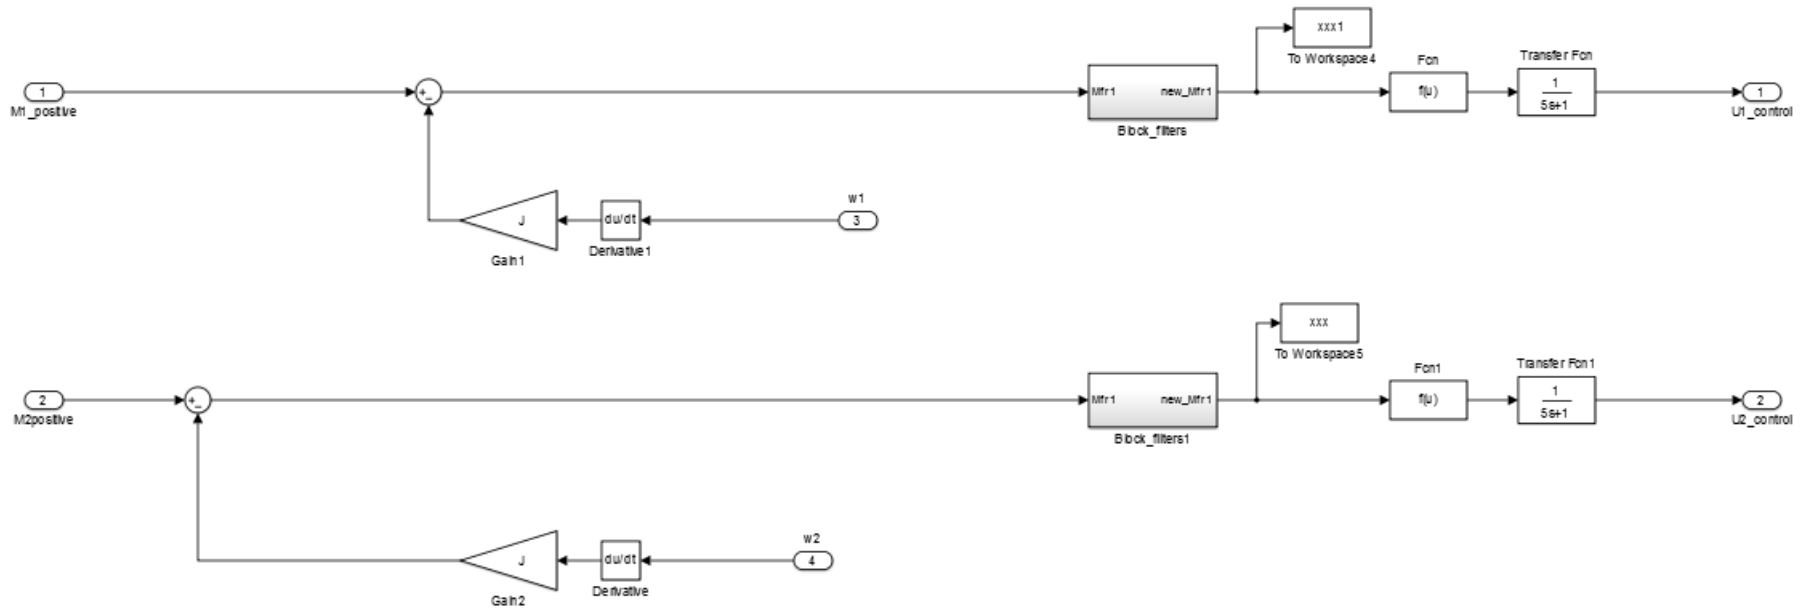 xxx1
To Workspace4
Fcn
Transfer Fcn
1
M1_positive
+_
Mfr1
new_Mfr1
Block_filters
f(u)
1
5s+1
1
U1_control
w1
3
du/dt
Derivative1
J
Gain1
xxx
To Workspace5
Fcn1
Transfer Fcn1
2
M2positive
+_
Mfr1
new_Mfr1
Block_filters1
f(u)
1
5s+1
2
U2_control
w2
4
du/dt
Derivative
J
Gain2